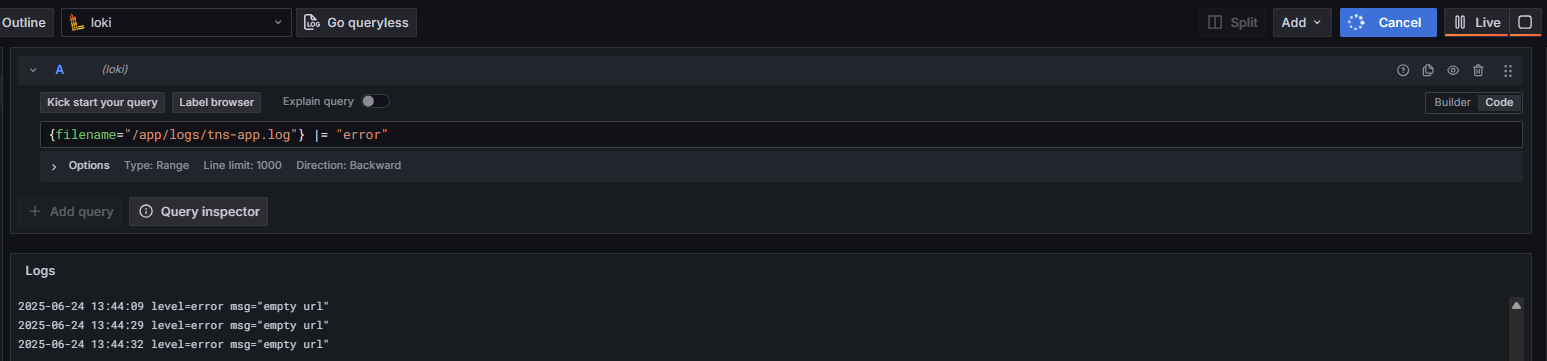 Outline loki Go queryless Split Add Cancel Live
A (loki)
Kick start your query Label browser Explain query Builder Code
{filename="/app/logs/tns-app.log"} |= "error"
Options Type: Range Line limit: 1000 Direction: Backward
+ Add query Query inspector
Logs
2025-06-24 13:44:09 level=error msg="empty url"
2025-06-24 13:44:29 level=error msg="empty url"
2025-06-24 13:44:32 level=error msg="empty url"